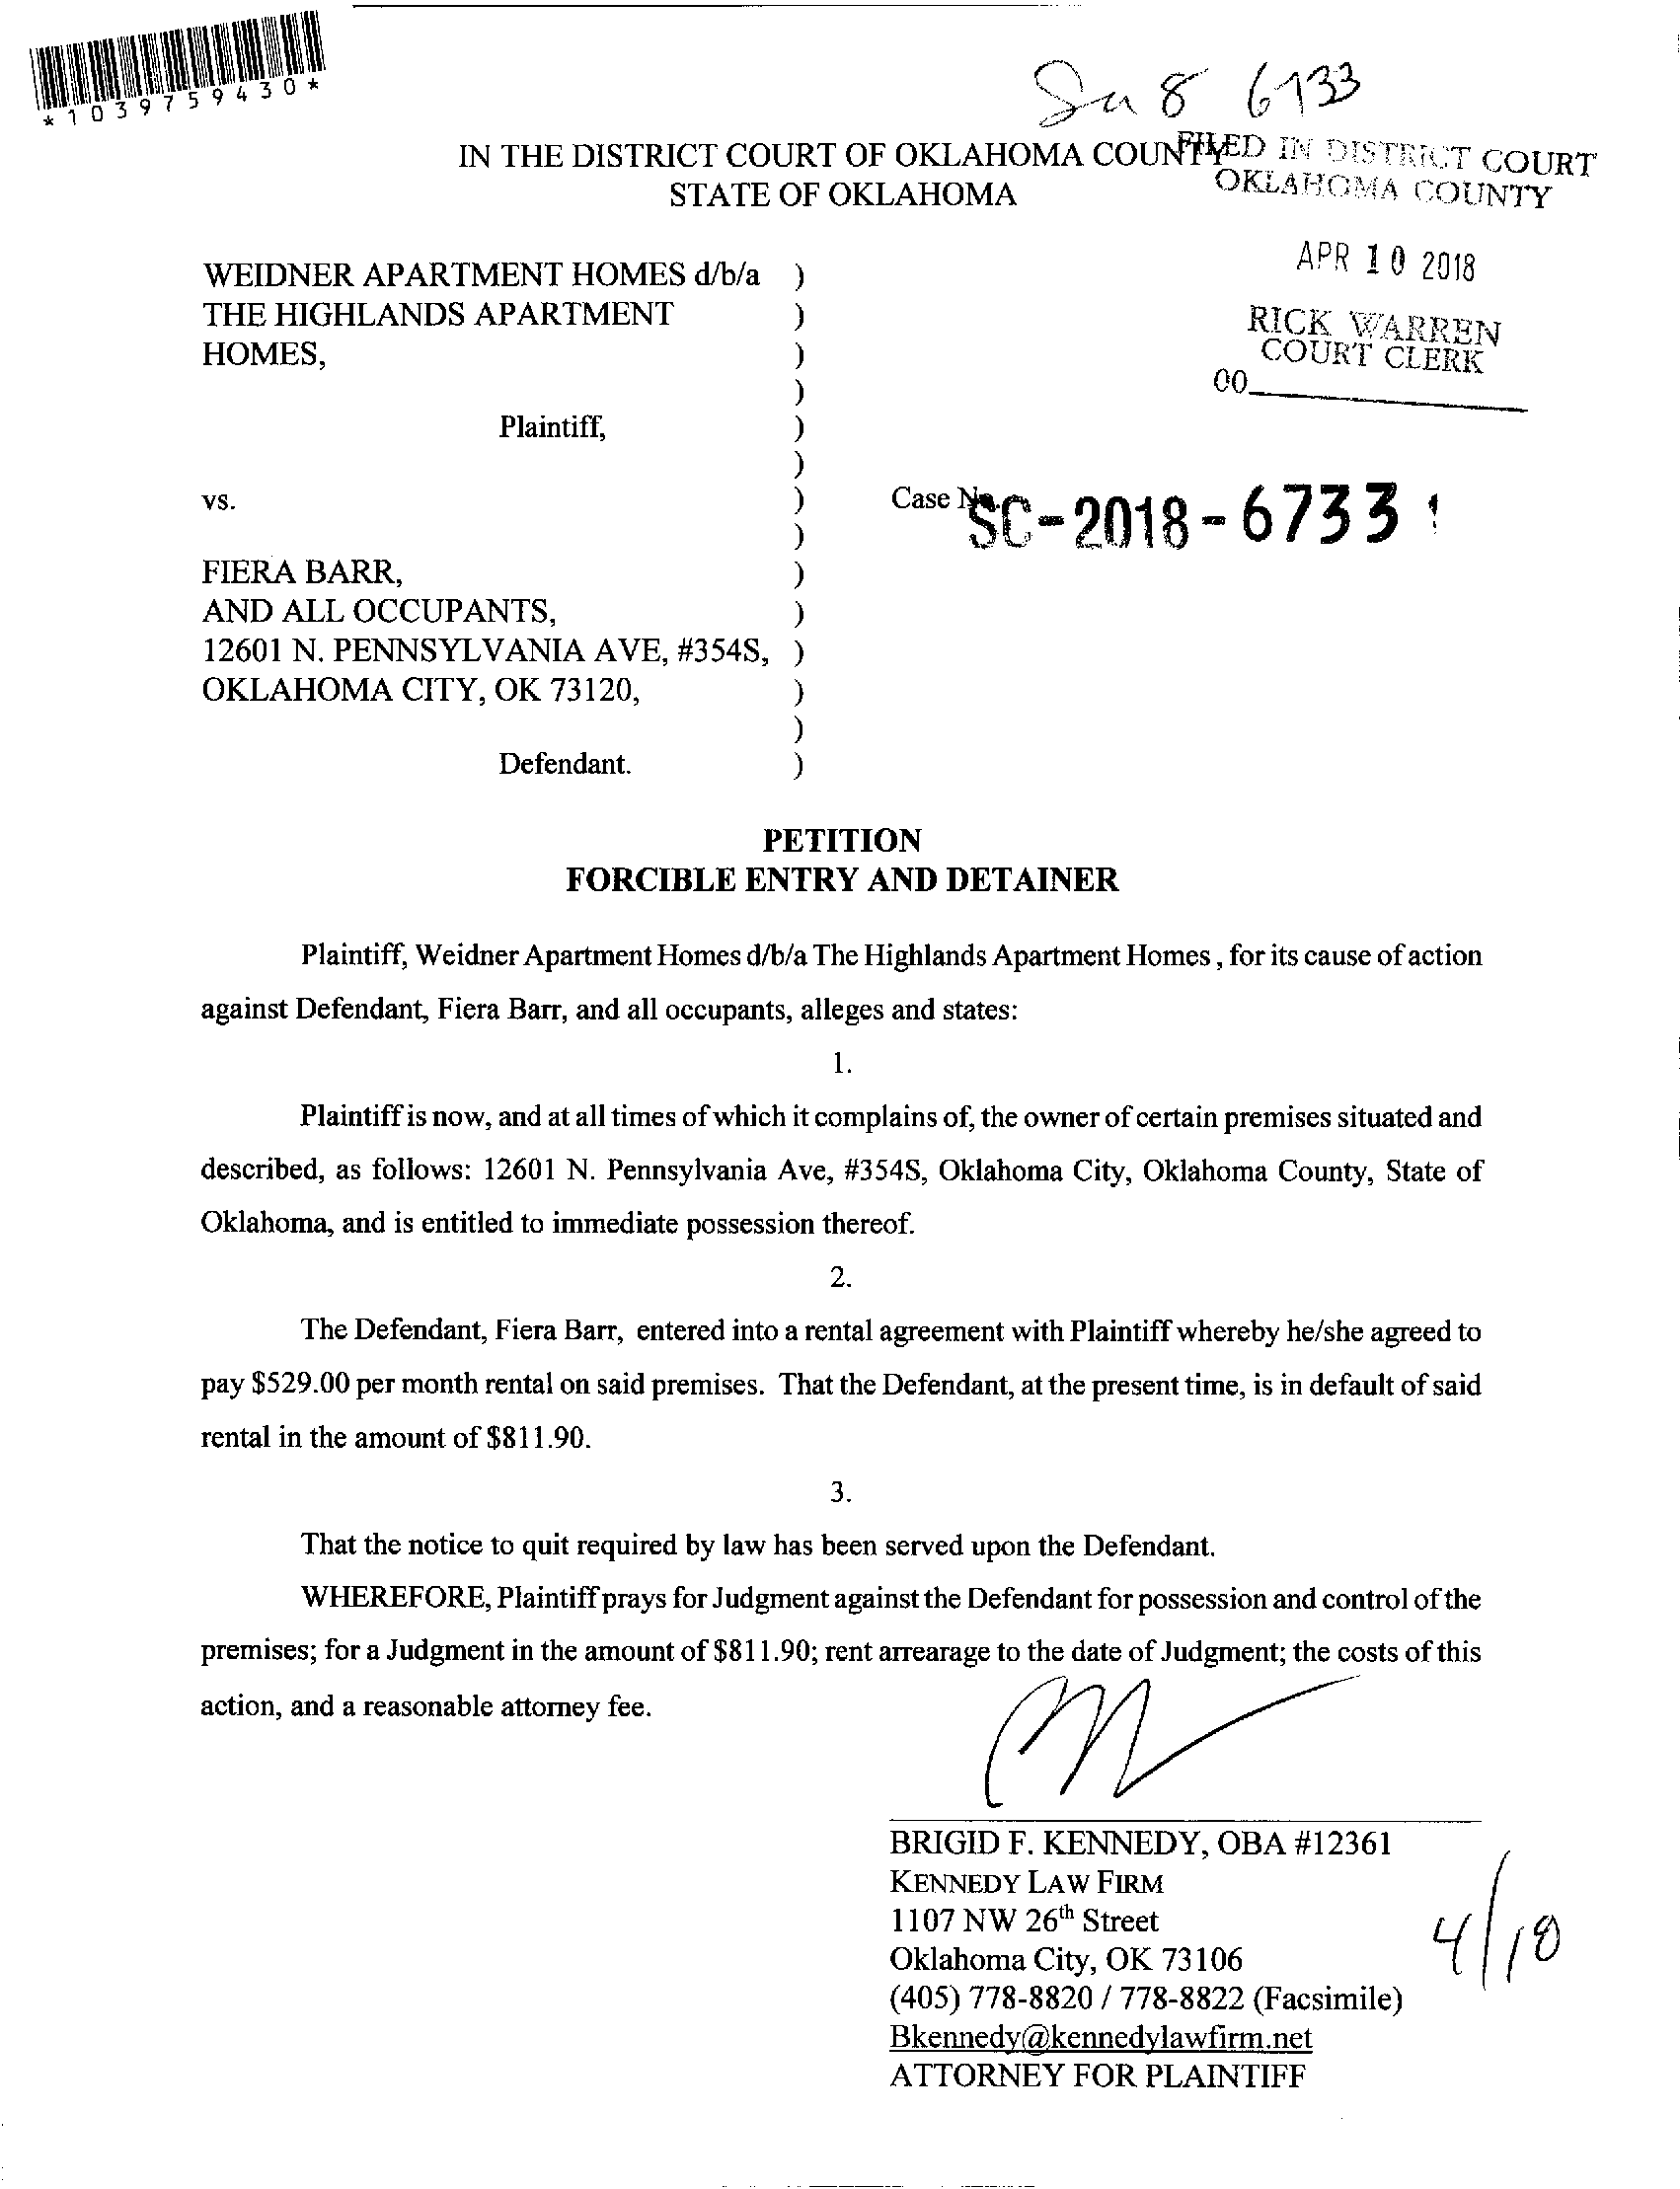 *1039759430*
8 6733
IN THE DISTRICT COURT OF OKLAHOMA COUNTY
STATE OF OKLAHOMA
FILED IN DISTRICT COURT
OKLAHOMA COUNTY
APR 10 2018
RICK WARREN
COURT CLERK
00
WEIDNER APARTMENT HOMES d/b/a )
THE HIGHLANDS APARTMENT )
HOMES, )
)
Plaintiff, )
)
vs. ) Case No. SC-2018-6733
)
FIERA BARR, )
AND ALL OCCUPANTS, )
12601 N. PENNSYLVANIA AVE, #354S, )
OKLAHOMA CITY, OK 73120, )
)
Defendant. )
PETITION
FORCIBLE ENTRY AND DETAINER
Plaintiff, Weidner Apartment Homes d/b/a The Highlands Apartment Homes , for its cause of action
against Defendant, Fiera Barr, and all occupants, alleges and states:
1.
Plaintiff is now, and at all times of which it complains of, the owner of certain premises situated and
described, as follows: 12601 N. Pennsylvania Ave, #354S, Oklahoma City, Oklahoma County, State of
Oklahoma, and is entitled to immediate possession thereof.
2.
The Defendant, Fiera Barr, entered into a rental agreement with Plaintiff whereby he/she agreed to
pay $529.00 per month rental on said premises. That the Defendant, at the present time, is in default of said
rental in the amount of $811.90.
3.
That the notice to quit required by law has been served upon the Defendant.
WHEREFORE, Plaintiff prays for Judgment against the Defendant for possession and control of the
premises; for a Judgment in the amount of $811.90; rent arrearage to the date of Judgment; the costs of this
action, and a reasonable attorney fee.
BRIGID F. KENNEDY, OBA #12361
KENNEDY LAW FIRM
1107 NW 26th Street
Oklahoma City, OK 73106
(405) 778-8820 / 778-8822 (Facsimile)
Bkennedy@kennedylawfirm.net
ATTORNEY FOR PLAINTIFF
4/10